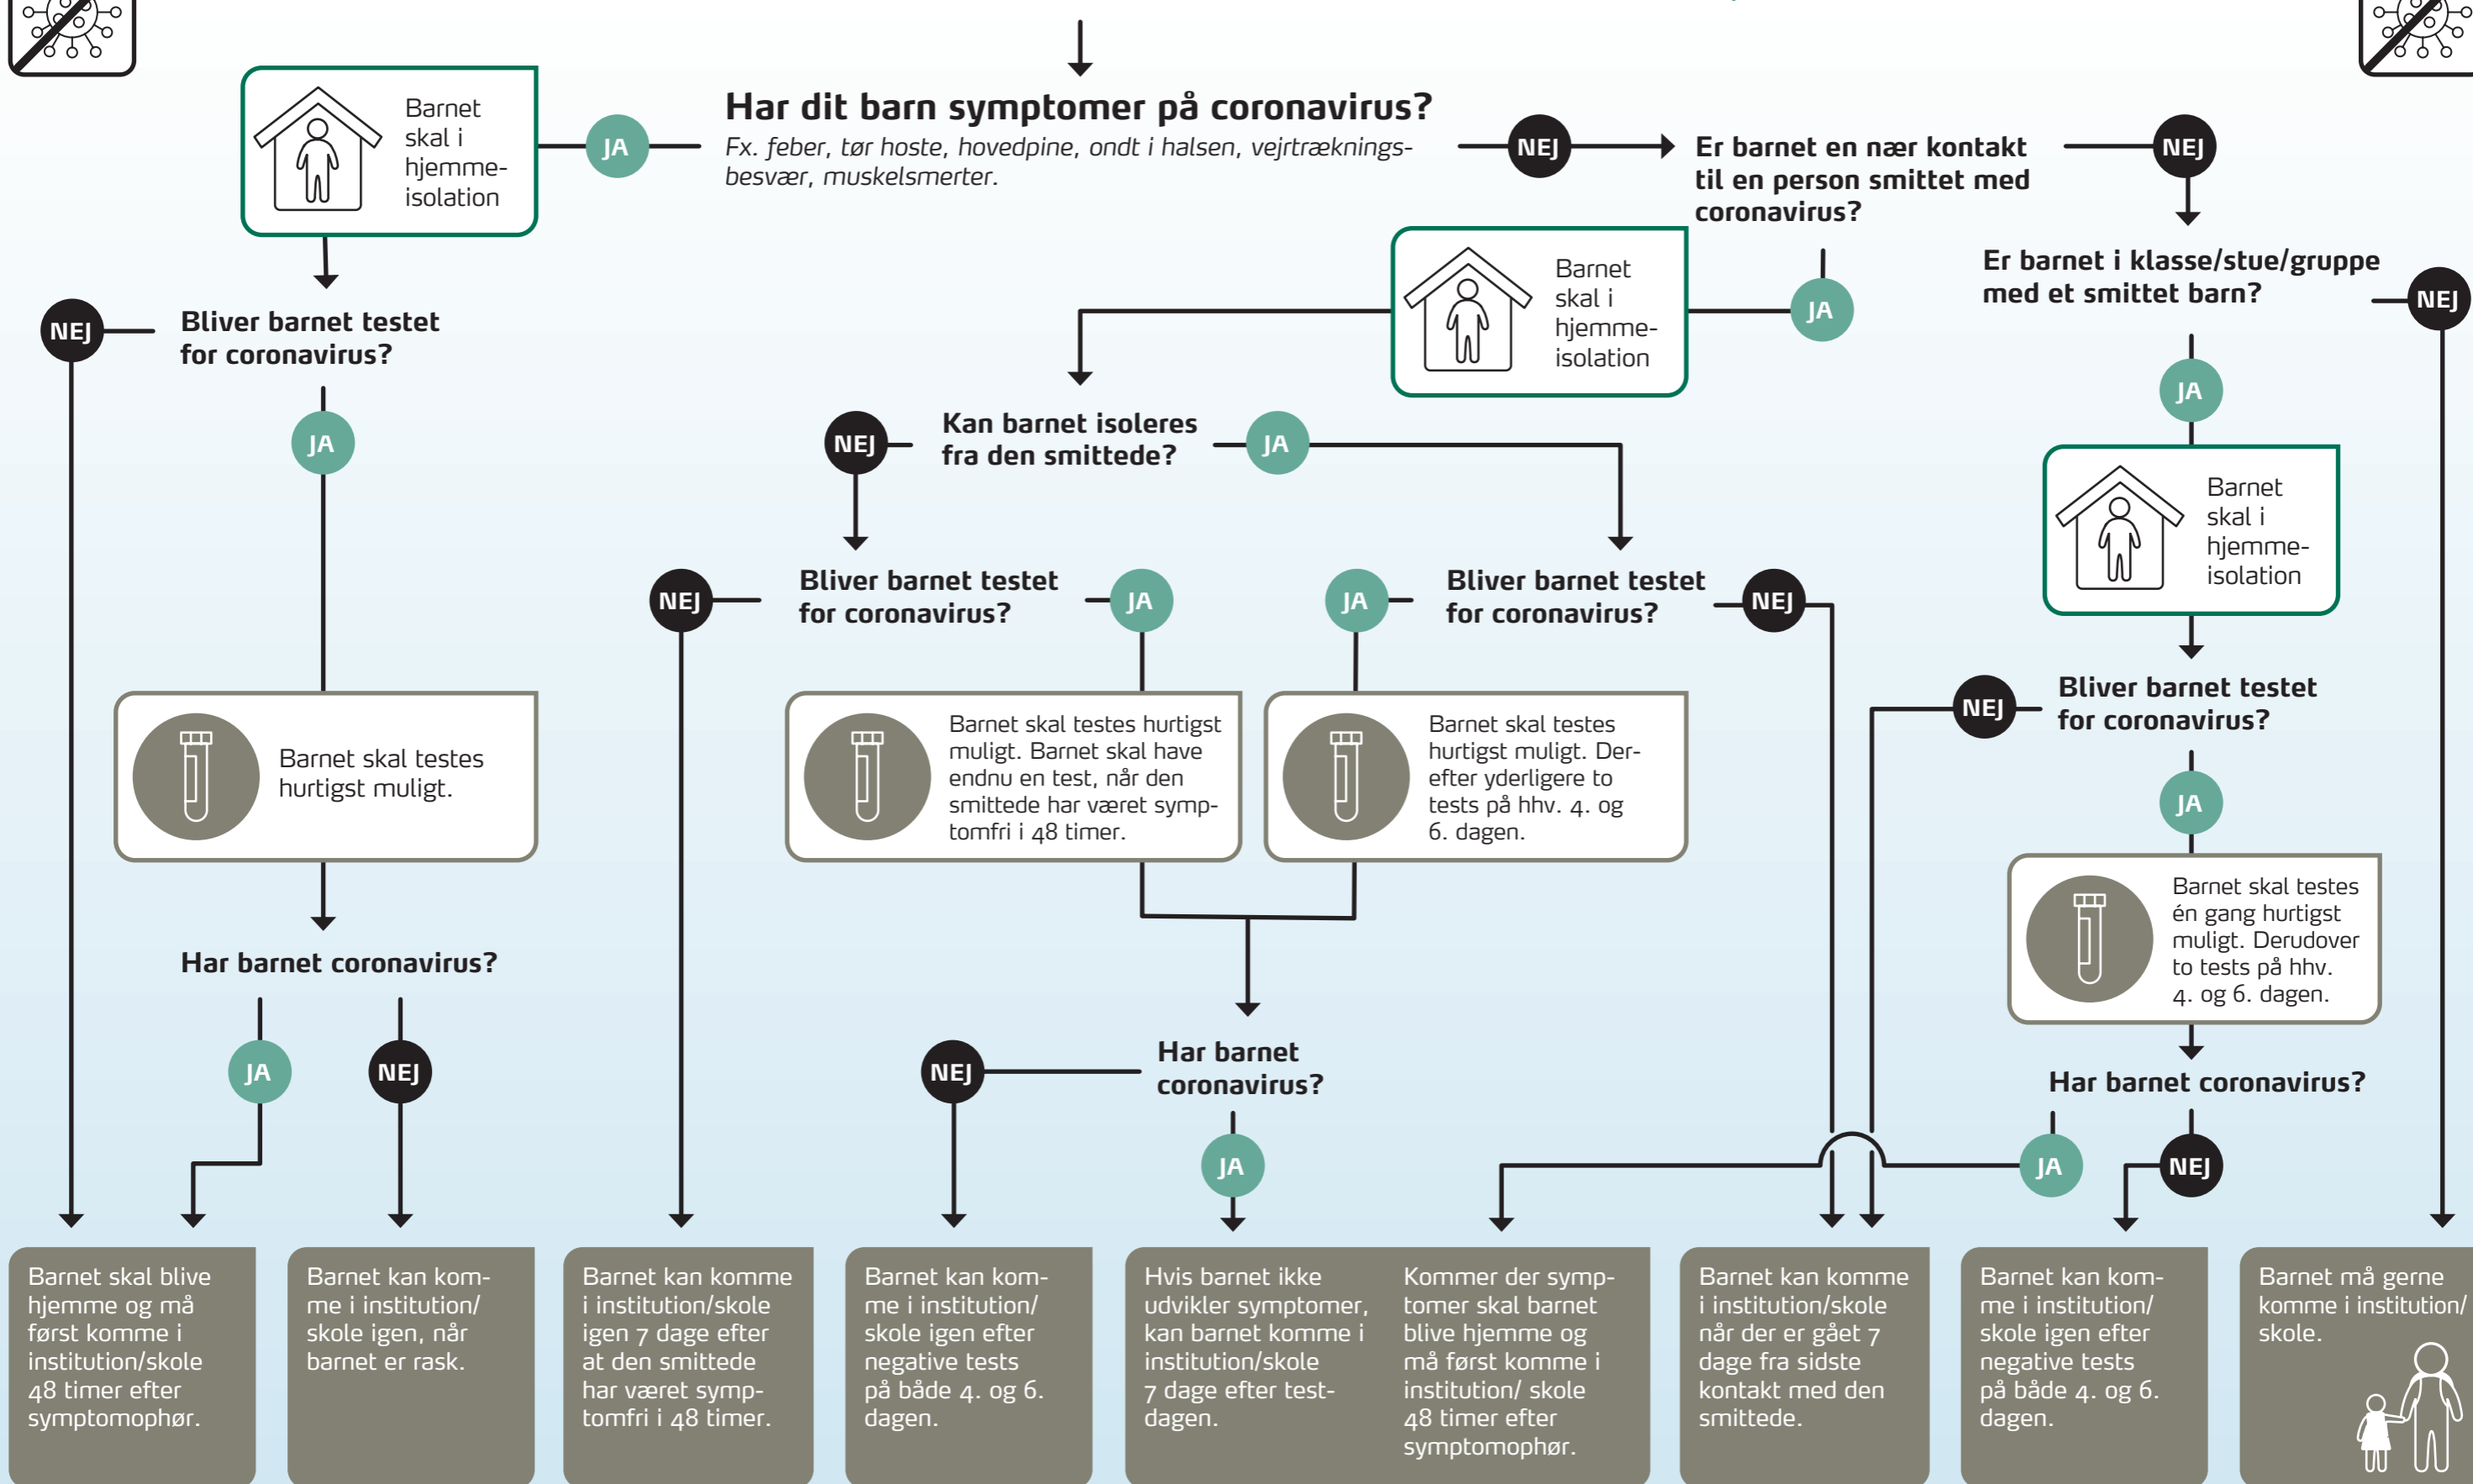 Har dit barn symptomer på coronavirus?
Fx. feber, tør hoste, hovedpine, ondt i halsen, vejrtræknings-
besvær, muskelsmerter.
JA
Barnet
skal i
hjemme-
isolation
NEJ
Er barnet en nær kontakt
til en person smittet med
coronavirus?
NEJ
JA
Barnet
skal i
hjemme-
isolation
Er barnet i klasse/stue/gruppe
med et smittet barn?
NEJ
JA
Barnet
skal i
hjemme-
isolation
NEJ
Bliver barnet testet
for coronavirus?
JA
NEJ
Kan barnet isoleres
fra den smittede?
JA
NEJ
Bliver barnet testet
for coronavirus?
JA
JA
Bliver barnet testet
for coronavirus?
NEJ
NEJ
Bliver barnet testet
for coronavirus?
JA
Barnet skal testes
hurtigst muligt.
Barnet skal testes hurtigst
muligt. Barnet skal have
endnu en test, når den
smittede har været symp-
tomfri i 48 timer.
Barnet skal testes
hurtigst muligt. Der-
efter yderligere to
tests på hhv. 4. og
6. dagen.
Barnet skal testes
én gang hurtigst
muligt. Derudover
to tests på hhv.
4. og 6. dagen.
Har barnet coronavirus?
JA
NEJ
NEJ
Har barnet
coronavirus?
JA
Har barnet coronavirus?
JA
NEJ
Barnet skal blive
hjemme og må
først komme i
institution/skole
48 timer efter
symptomophør.
Barnet kan kom-
me i institution/
skole igen, når
barnet er rask.
Barnet kan komme
i institution/skole
igen 7 dage efter
at den smittede
har været symp-
tomfri i 48 timer.
Barnet kan kom-
me i institution/
skole igen efter
negative tests
på både 4. og 6.
dagen.
Hvis barnet ikke
udvikler symptomer,
kan barnet komme i
institution/skole
7 dage efter test-
dagen.
Kommer der symp-
tomer skal barnet
blive hjemme og
må først komme i
institution/ skole
48 timer efter
symptomophør.
Barnet kan komme
i institution/skole
når der er gået 7
dage fra sidste
kontakt med den
smittede.
Barnet kan kom-
me i institution/
skole igen efter
negative tests
på både 4. og 6.
dagen.
Barnet må gerne
komme i institution/
skole.